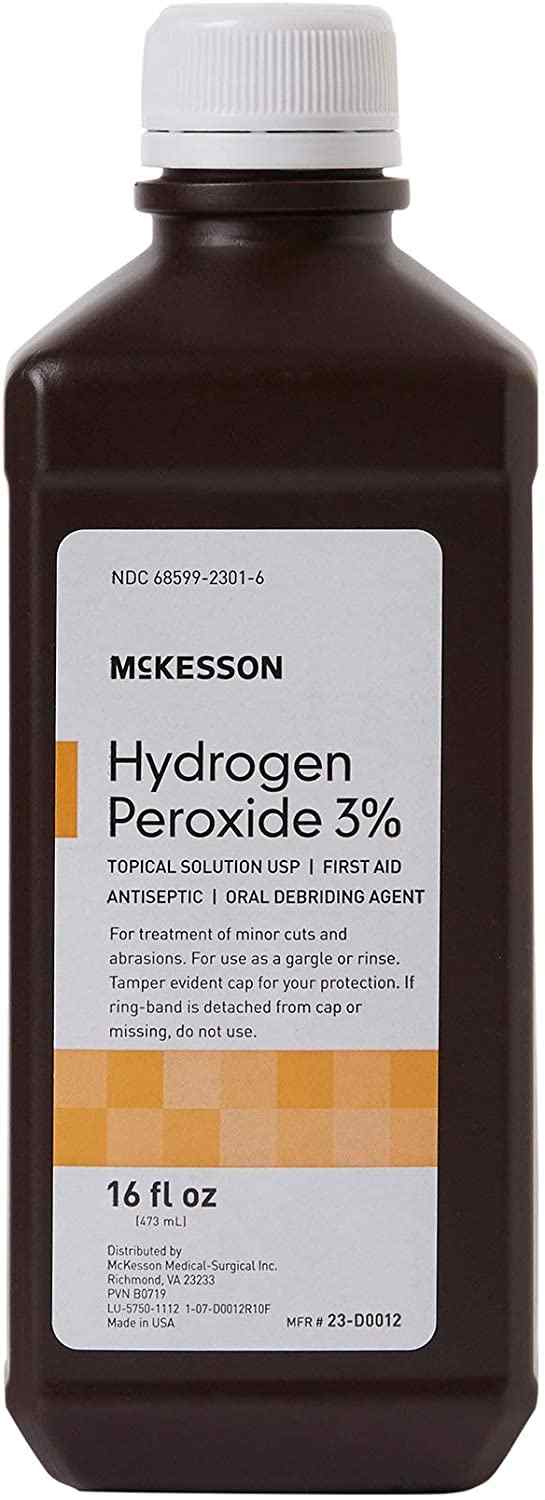 NDC 68599-2301-6
McKESSON
Hydrogen
Peroxide 3%
TOPICAL SOLUTION USP | FIRST AID
ANTISEPTIC | ORAL DEBRIDING AGENT
For treatment of minor cuts and
abrasions. For use as a gargle or rinse.
Tamper evident cap for your protection. If
ring-band is detached from cap or
missing, do not use.
16 fl oz
(473 mL)
Distributed by
McKesson Medical-Surgical Inc.
Richmond, VA 23233
PVN B0719
LU-5750-1112 1-07-D0012R10F
Made in USA
MFR # 23-D0012